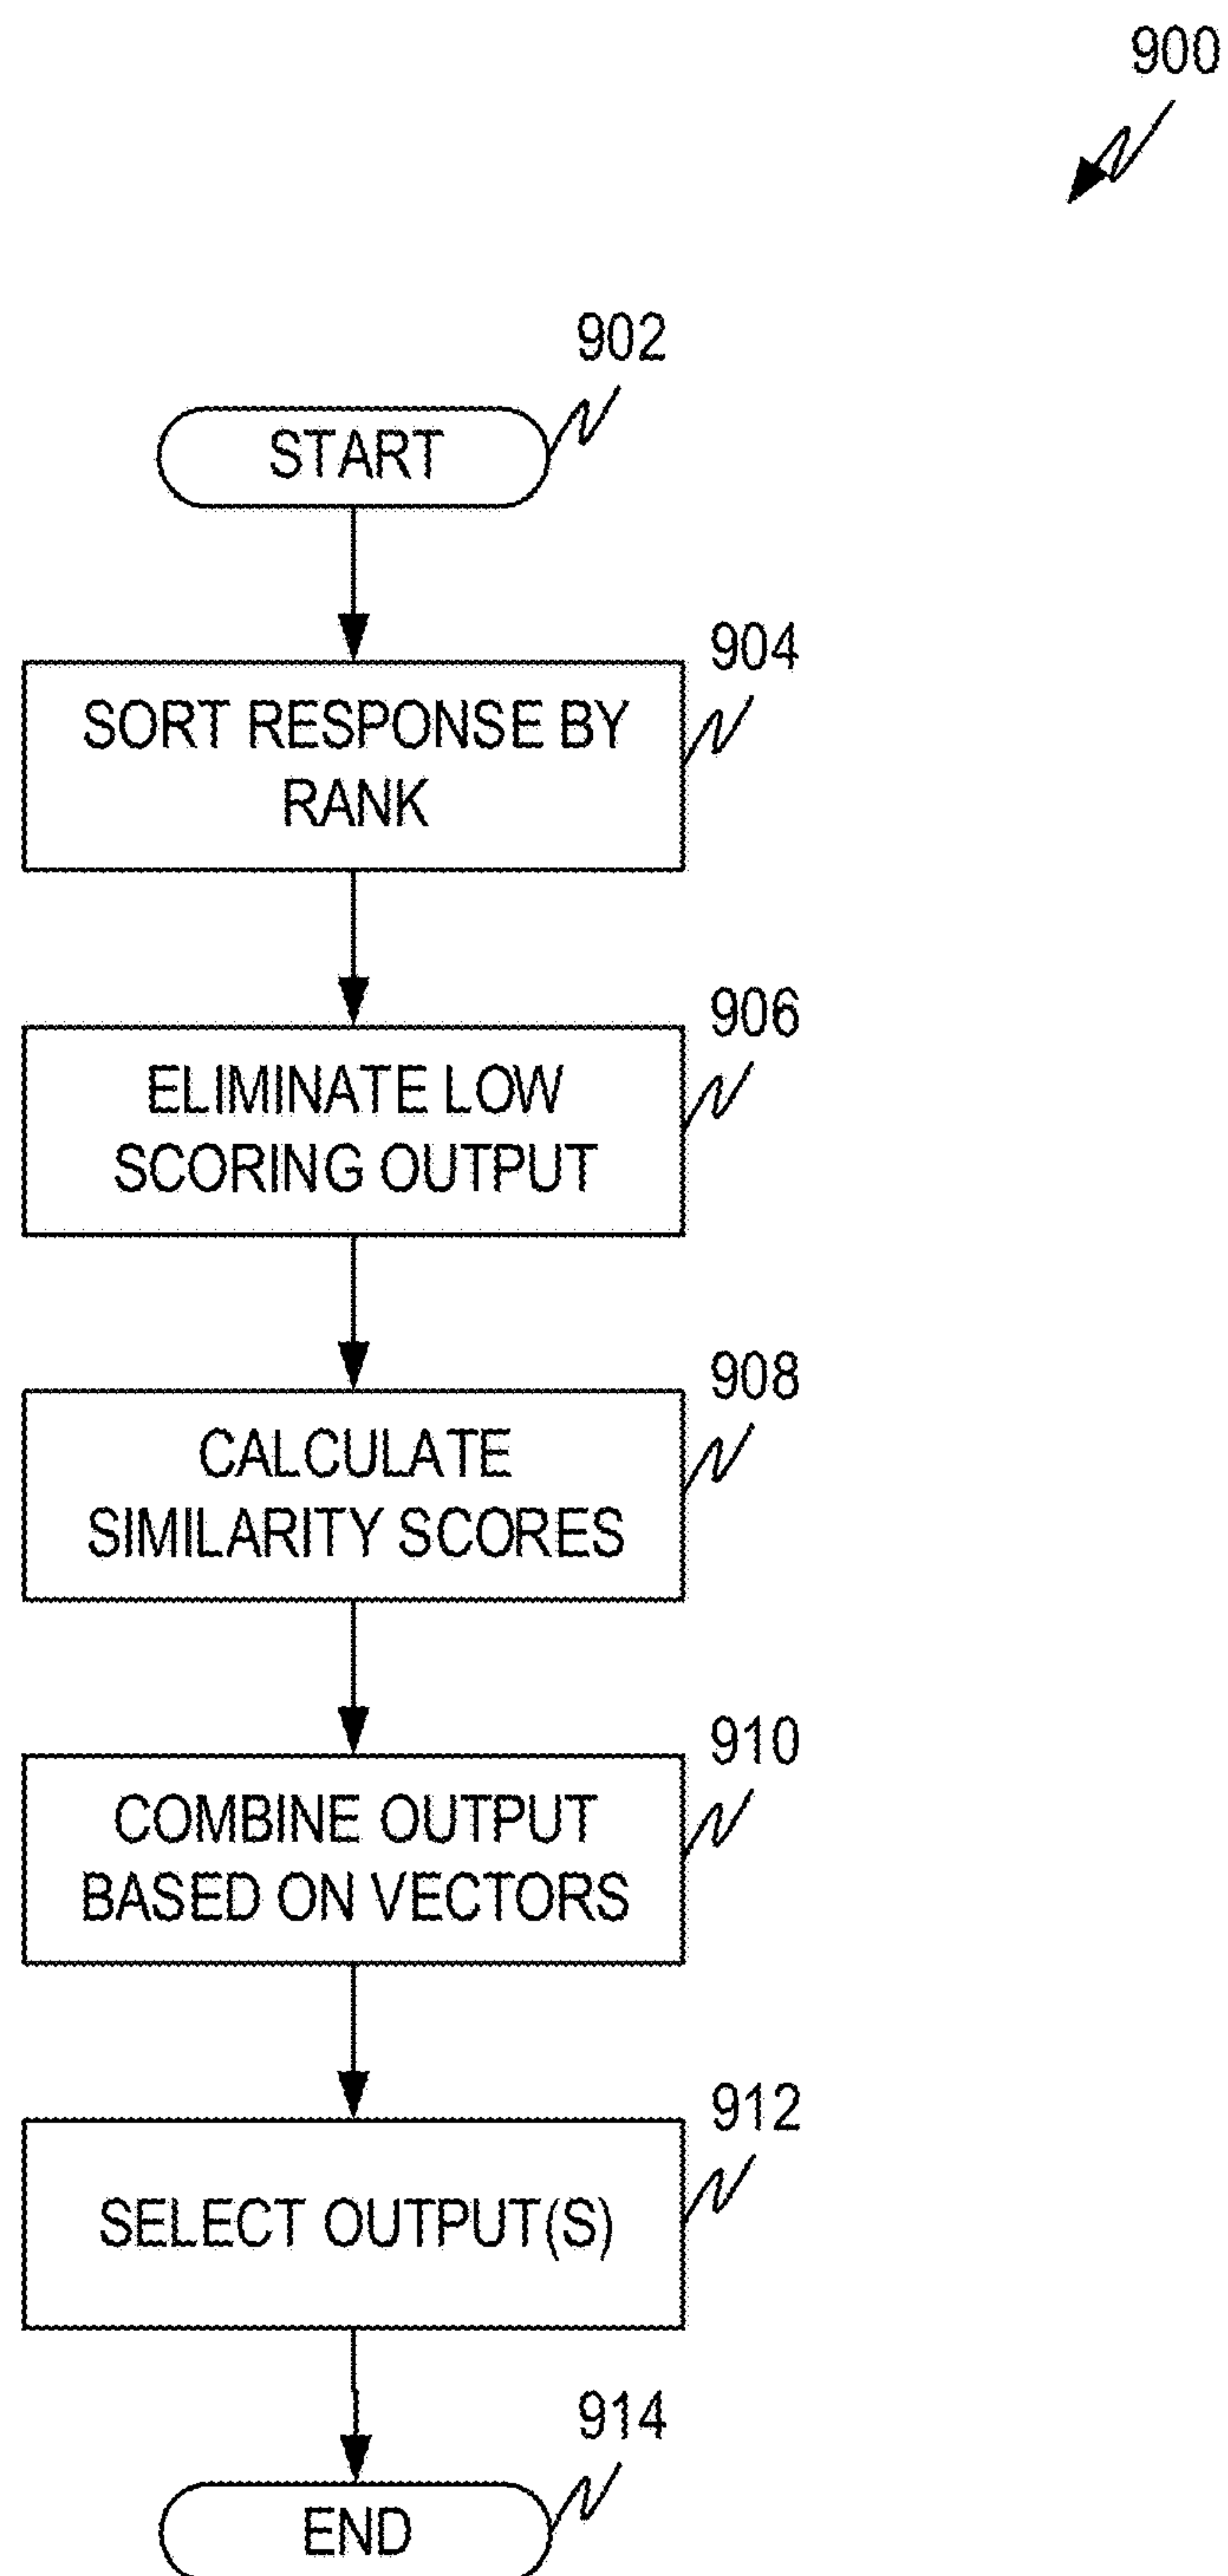 900
902
START
904
SORT RESPONSE BY
RANK
906
ELIMINATE LOW
SCORING OUTPUT
908
CALCULATE
SIMILARITY SCORES
910
COMBINE OUTPUT
BASED ON VECTORS
912
SELECT OUTPUT(S)
914
END